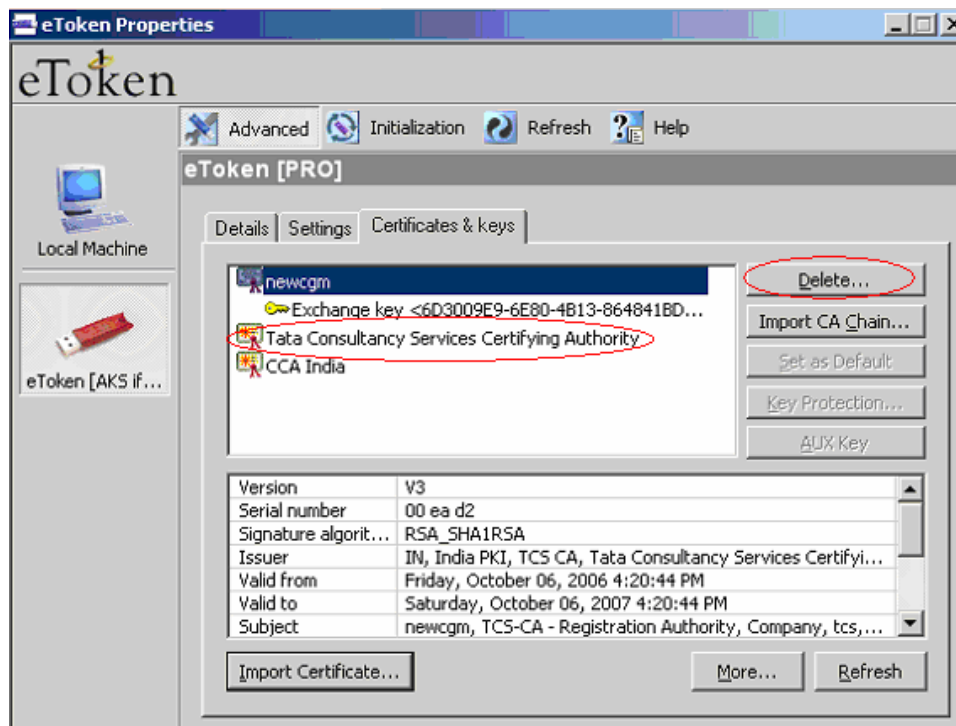 eToken Properties
eToken
Advanced Initialization Refresh Help
eToken [PRO]
Local Machine
eToken [AKS if...
Details Settings Certificates & keys
newcgm
Exchange key <6D3009E9-6E80-4B13-864841BD...
Tata Consultancy Services Certifying Authority
CCA India
Delete...
Import CA Chain...
Set as Default
Key Protection...
AUX Key
Version V3
Serial number 00 ea d2
Signature algorit... RSA_SHA1RSA
Issuer IN, India PKI, TCS CA, Tata Consultancy Services Certifyi...
Valid from Friday, October 06, 2006 4:20:44 PM
Valid to Saturday, October 06, 2007 4:20:44 PM
Subject newcgm, TCS-CA - Registration Authority, Company, tcs,...
Import Certificate... More... Refresh